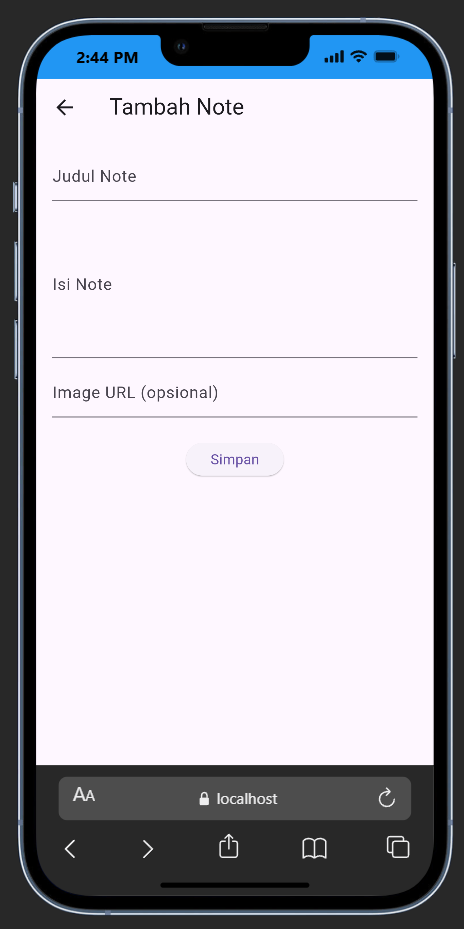 2:44 PM
Tambah Note
Judul Note
Isi Note
Image URL (opsional)
Simpan
AA
localhost